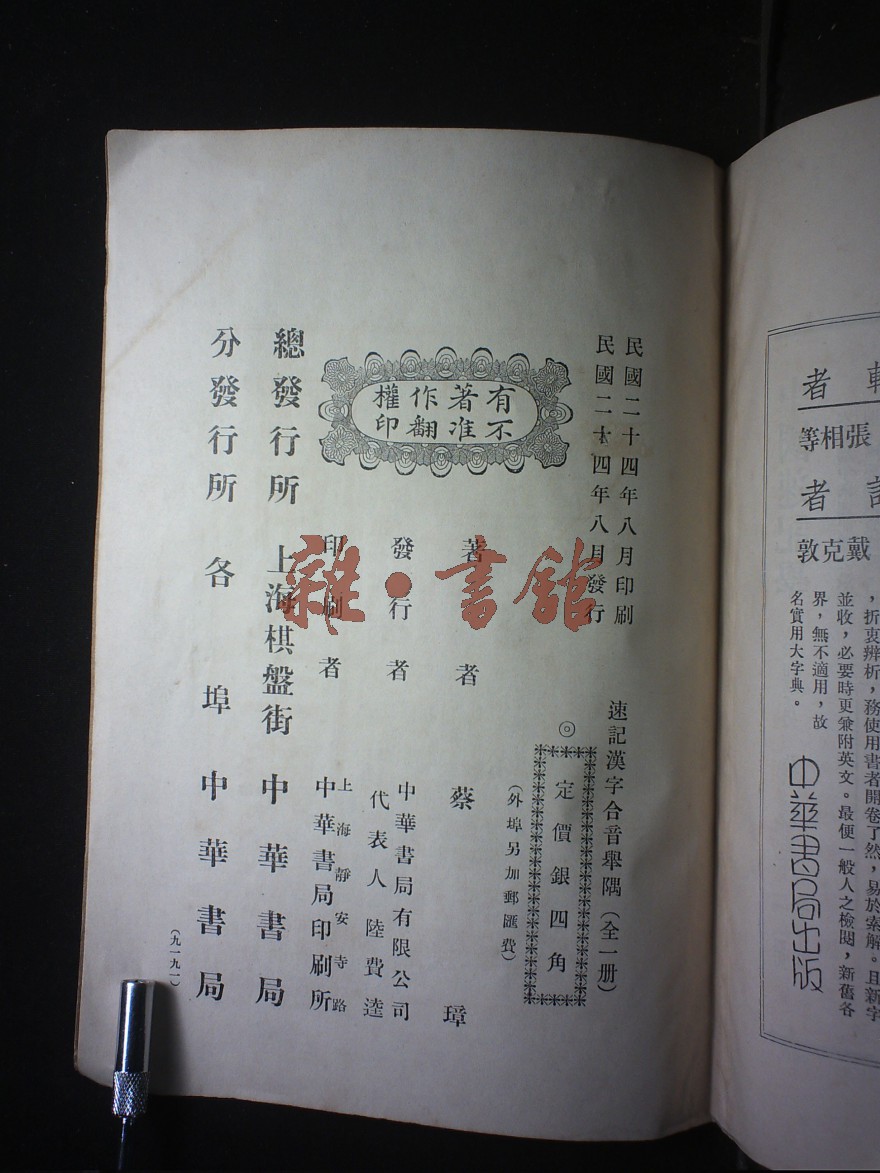 民國二十四年八月印刷
民國二十四年八月發行
速記漢字合音舉隅(全一册)
◎定價銀四角
(外埠另加郵匯費)
有著作權
不准翻印
著者 蔡璋
發行者 中華書局有限公司
代表人 陸費逵
印刷者 上海靜安寺路
中華書局印刷所
總發行所 上海棋盤街 中華書局
分發行所 各埠 中華書局
(九一九一)
雜·書館
者
張相等
者
戴克敦
,折衷辨析,務使用書者開卷了然,易於索解。且新字
並收,必要時更兼附英文。最便一般人之檢閱,新舊各
界,無不適用,故
名實用大字典。
中華書局出版